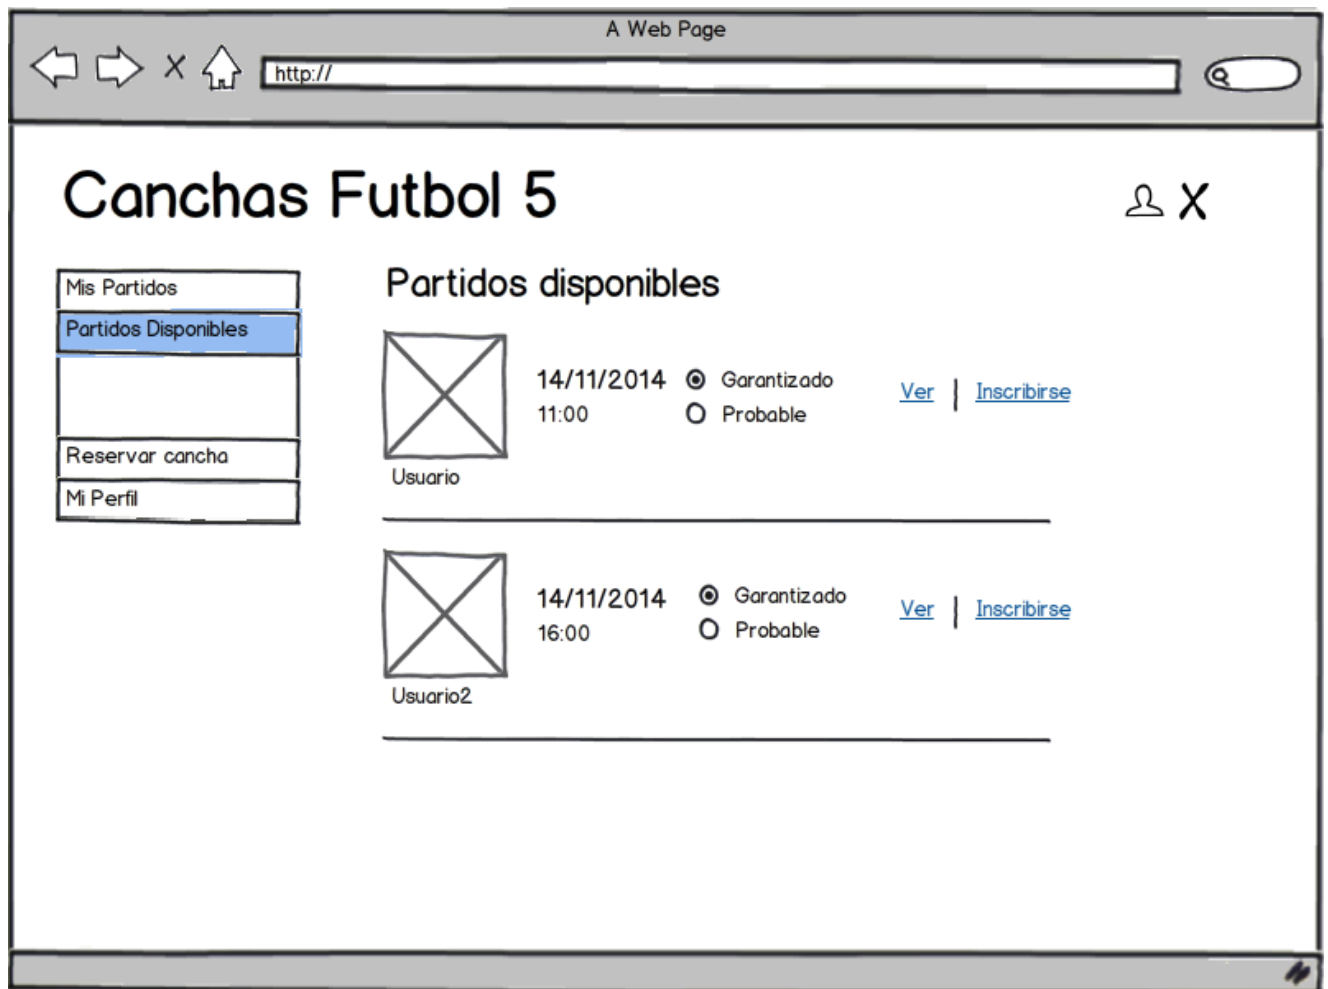 A Web Page
http://
Canchas Futbol 5
Mis Partidos
Partidos Disponibles
Reservar cancha
Mi Perfil
Partidos disponibles
14/11/2014
Garantizado
11:00
Probable
Ver | Inscribirse
Usuario
14/11/2014
Garantizado
16:00
Probable
Ver | Inscribirse
Usuario2